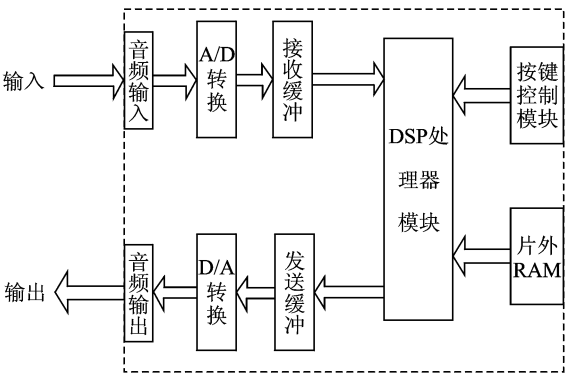 输入
音频输入
A/D
转换
接收缓冲
DSP处
理器
模块
按键
控制
模块
片外
RAM
输出
音频输出
D/A
转换
发送缓冲